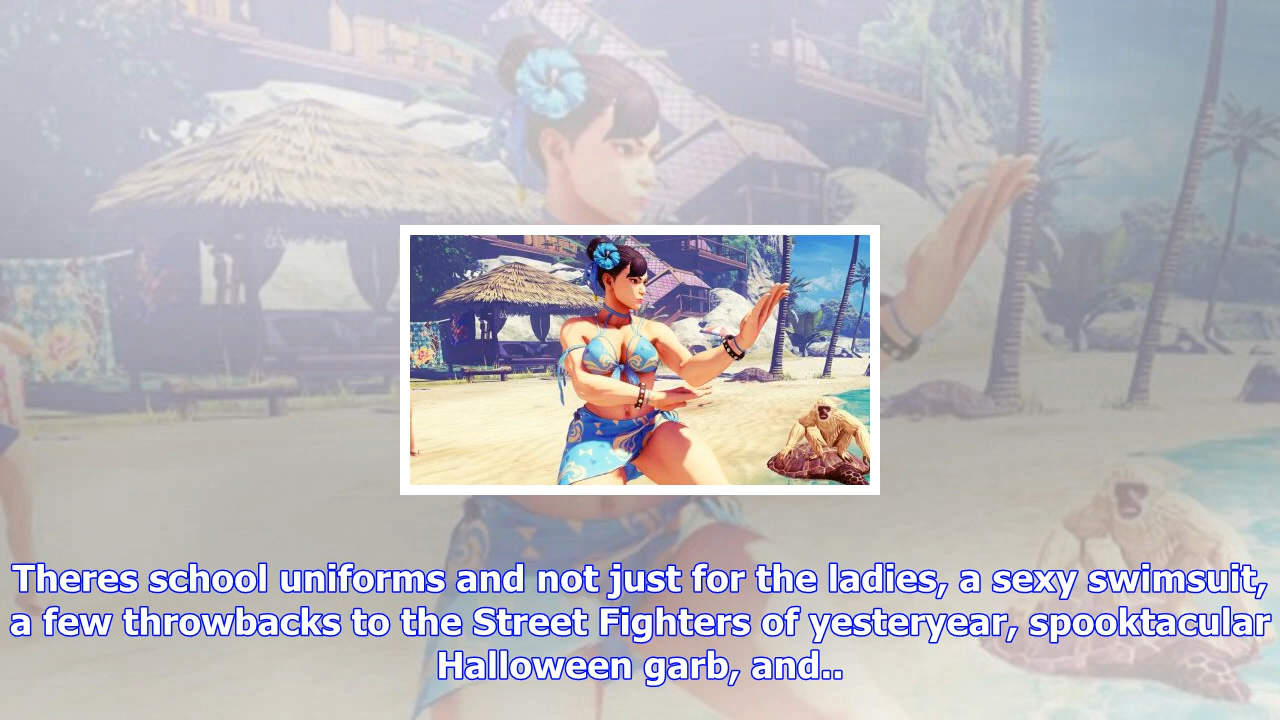 Theres school uniforms and not just for the ladies, a sexy swimsuit,
a few throwbacks to the Street Fighters of yesteryear, spooktacular
Halloween garb, and..